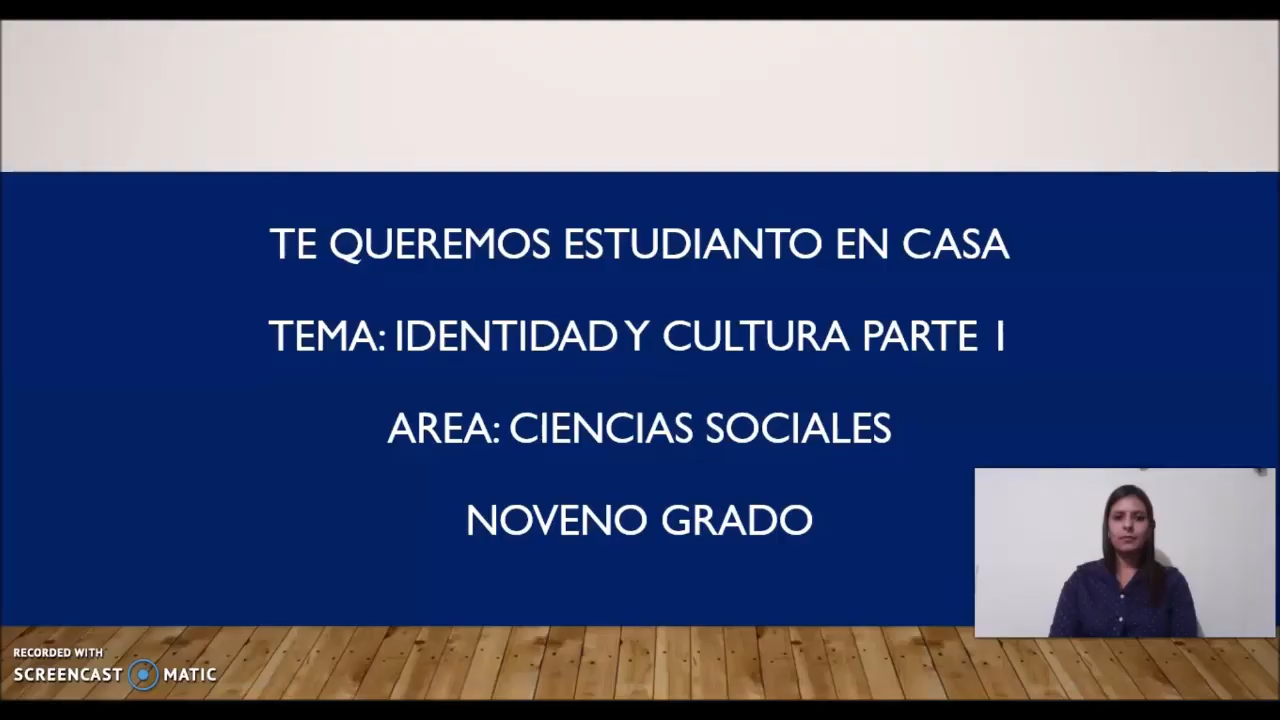 TE QUEREMOS ESTUDIANTO EN CASA
TEMA: IDENTIDAD Y CULTURA PARTE 1
AREA: CIENCIAS SOCIALES
NOVENO GRADO
RECORDED WITH
SCREENCAST MATIC